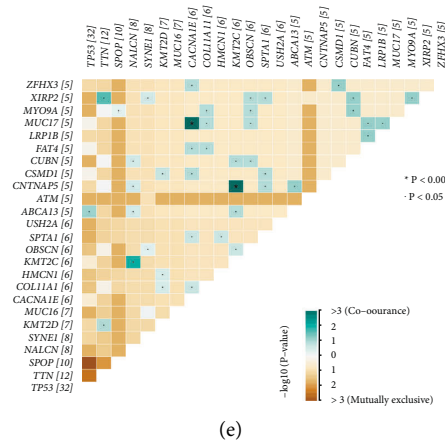 TP53 [32]
TTN [12]
SPOP [10]
NALCN [8]
SYNE1 [8]
KMT2D [7]
MUC16 [7]
CACNA1E [6]
COL11A1 [6]
HMCN1 [6]
KMT2C [6]
OBSCN [6]
SPTA1 [6]
USH2A [6]
ABCA13 [5]
ATM [5]
CNTNAP5 [5]
CSMD1 [5]
CUBN [5]
FAT4 [5]
LRP1B [5]
MUC17 [5]
MYO9A [5]
XIRP2 [5]
ZFHX3 [5]
ZFHX3 [5]
XIRP2 [5]
MYO9A [5]
MUC17 [5]
LRP1B [5]
FAT4 [5]
CUBN [5]
CSMD1 [5]
CNTNAP5 [5]
ATM [5]
ABCA13 [5]
USH2A [6]
SPTA1 [6]
OBSCN [6]
KMT2C [6]
HMCN1 [6]
COL11A1 [6]
CACNA1E [6]
MUC16 [7]
KMT2D [7]
SYNE1 [8]
NALCN [8]
SPOP [10]
TTN [12]
TP53 [32]
* P < 0.00
· P < 0.05
−log10 (P-value)
>3 (Co-oourance)
2
1
0
1
2
> 3 (Mutually exclusive)
(e)